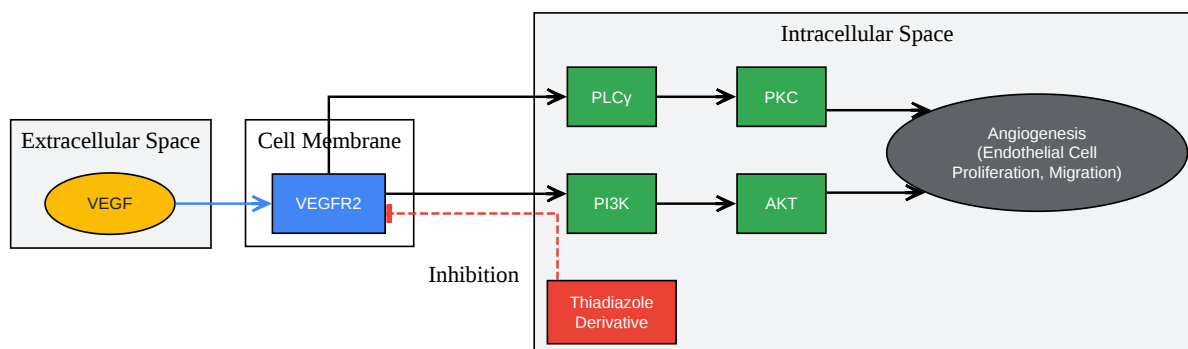 Intracellular Space
PLCγ
PKC
Extracellular Space
Cell Membrane
Angiogenesis
(Endothelial Cell
Proliferation, Migration)
VEGF
VEGFR2
PI3K
AKT
Inhibition
Thiadiazole
Derivative